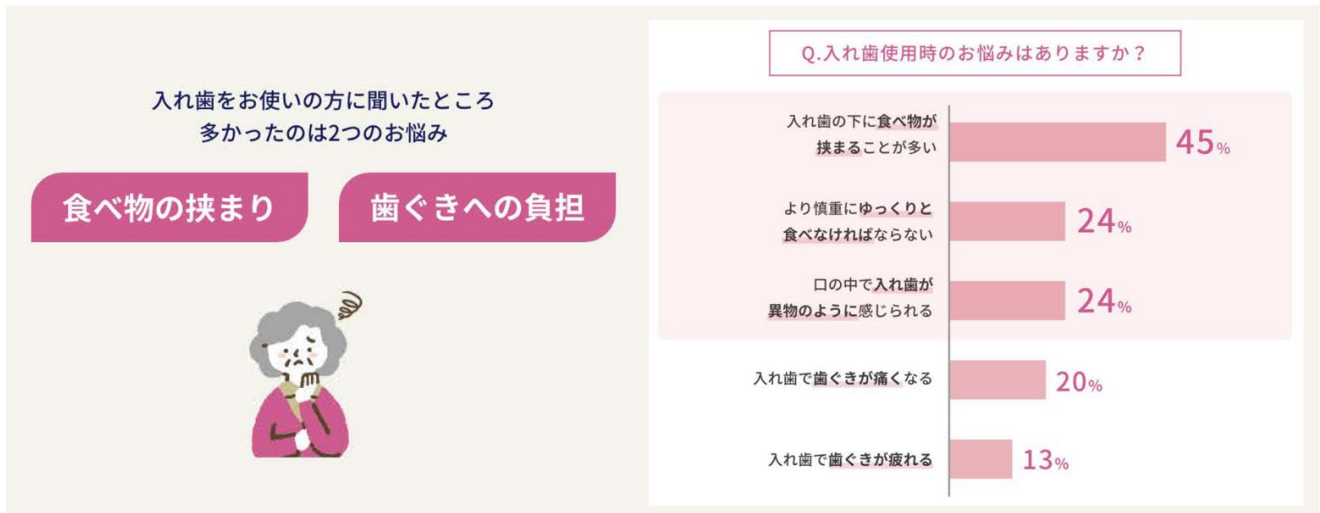 入れ歯をお使いの方に聞いたところ
多かったのは2つのお悩み
食べ物の挟まり
歯ぐきへの負担
Q.入れ歯使用時のお悩みはありますか？
入れ歯の下に食べ物が
挟まることが多い
45%
より慎重にゆっくりと
食べなければならない
24%
口の中で入れ歯が
異物のように感じられる
24%
入れ歯で歯ぐきが痛くなる
20%
入れ歯で歯ぐきが疲れる
13%